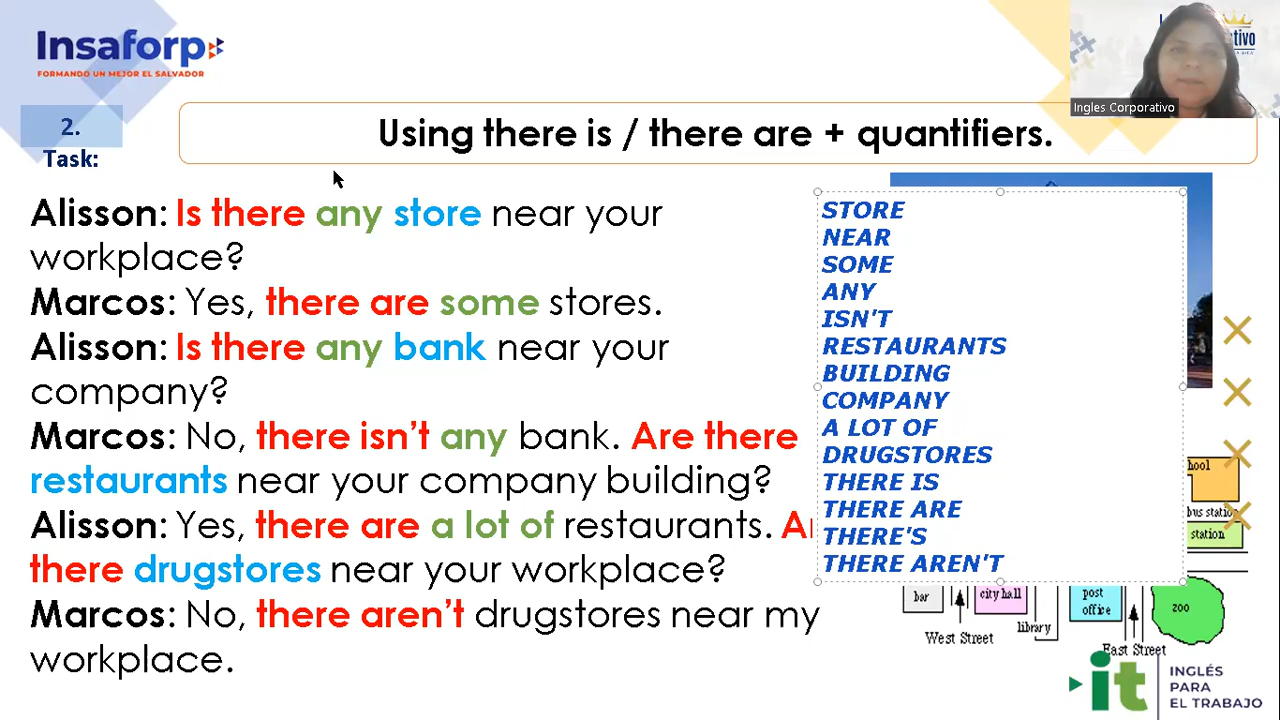 Insaforp
FORMANDO UN MEJOR EL SALVADOR
Ingles Corporativo
2.
Task:
Using there is / there are + quantifiers.
Alisson: Is there any store near your
workplace?
Marcos: Yes, there are some stores.
Alisson: Is there any bank near your
company?
Marcos: No, there isn't any bank. Are there
restaurants near your company building?
Alisson: Yes, there are a lot of restaurants.
there drugstores near your workplace?
Marcos: No, there aren't drugstores near my
workplace.
STORE
NEAR
SOME
ANY
ISN'T
RESTAURANTS
BUILDING
COMPANY
A LOT OF
DRUGSTORES
THERE IS
THERE ARE
THERE'S
THERE AREN'T
bus
station
bar
city hall
post
office
zoo
library
West Street
East Street
it
INGLÉS
PARA
EL TRABAJO